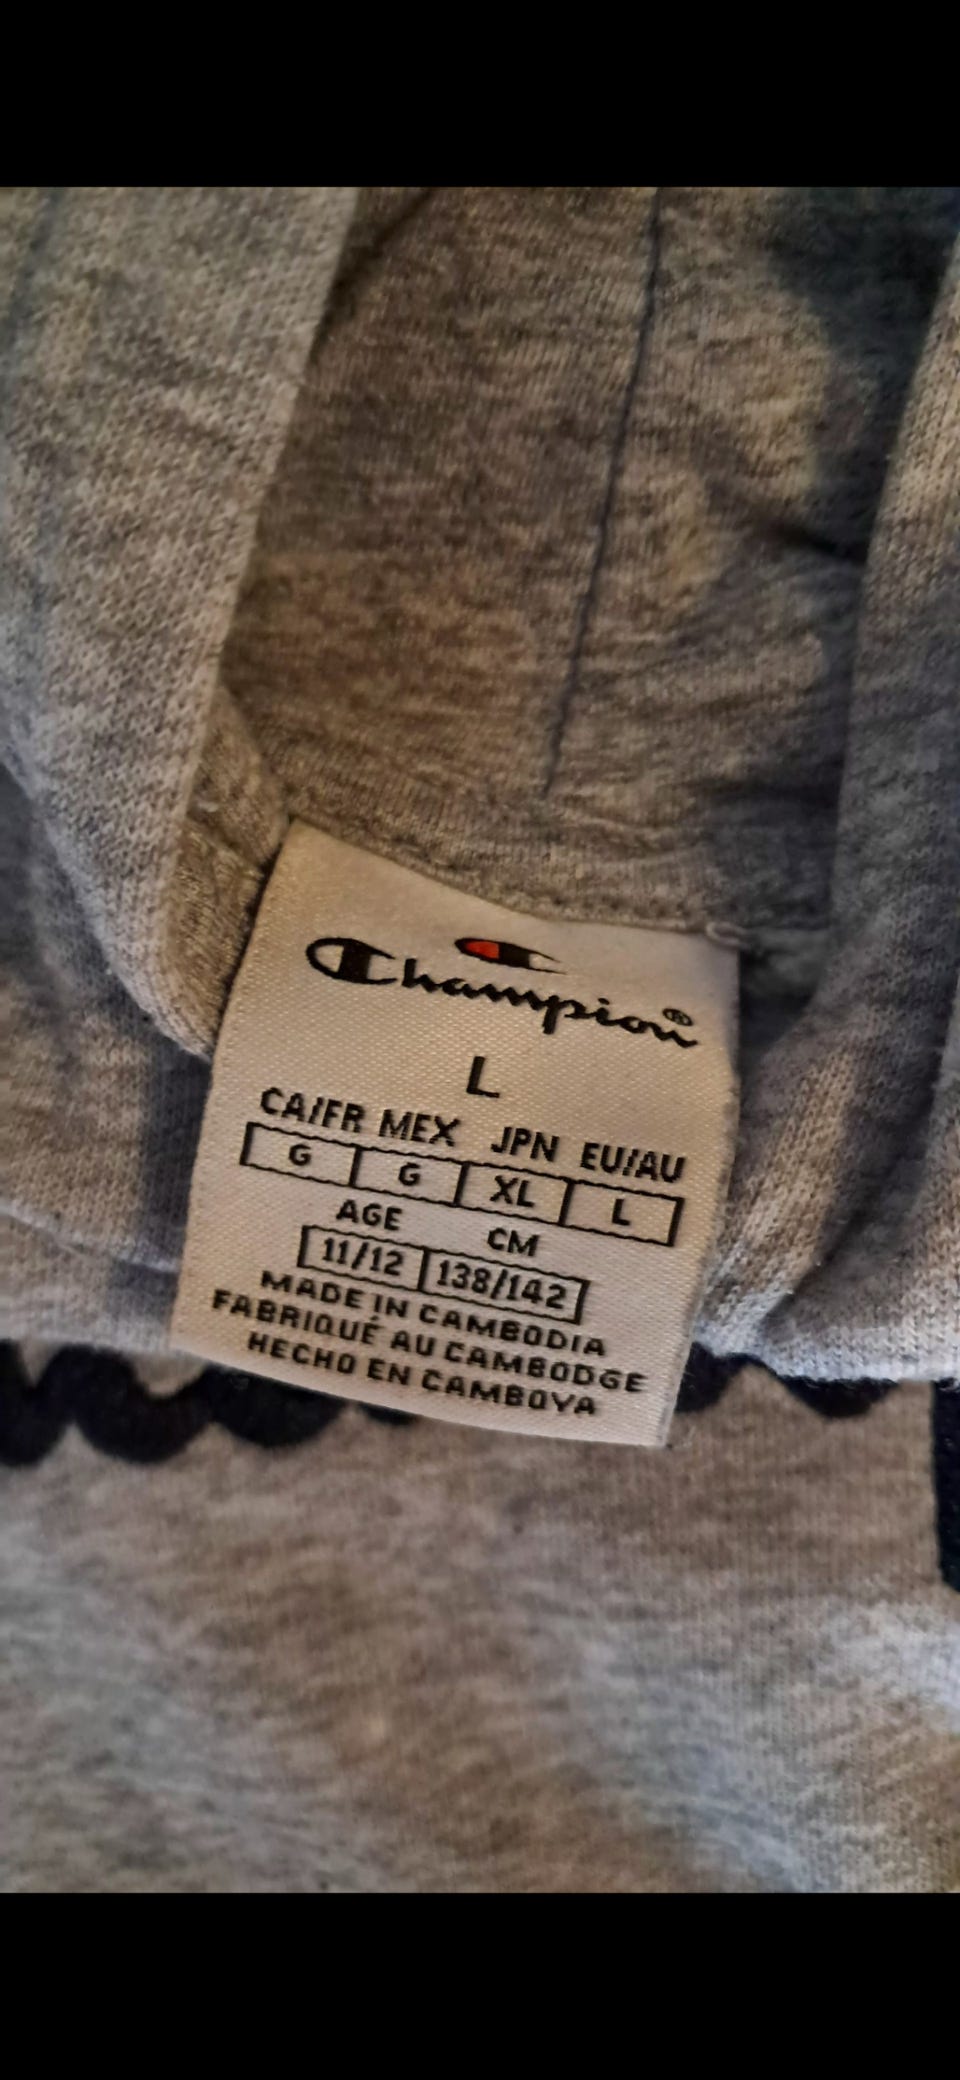 Champion®
L
CA/FR MEX JPN EU/AU
G G XL L
AGE CM
11/12 138/142
MADE IN CAMBODIA
FABRIQUÉ AU CAMBODGE
HECHO EN CAMBOYA